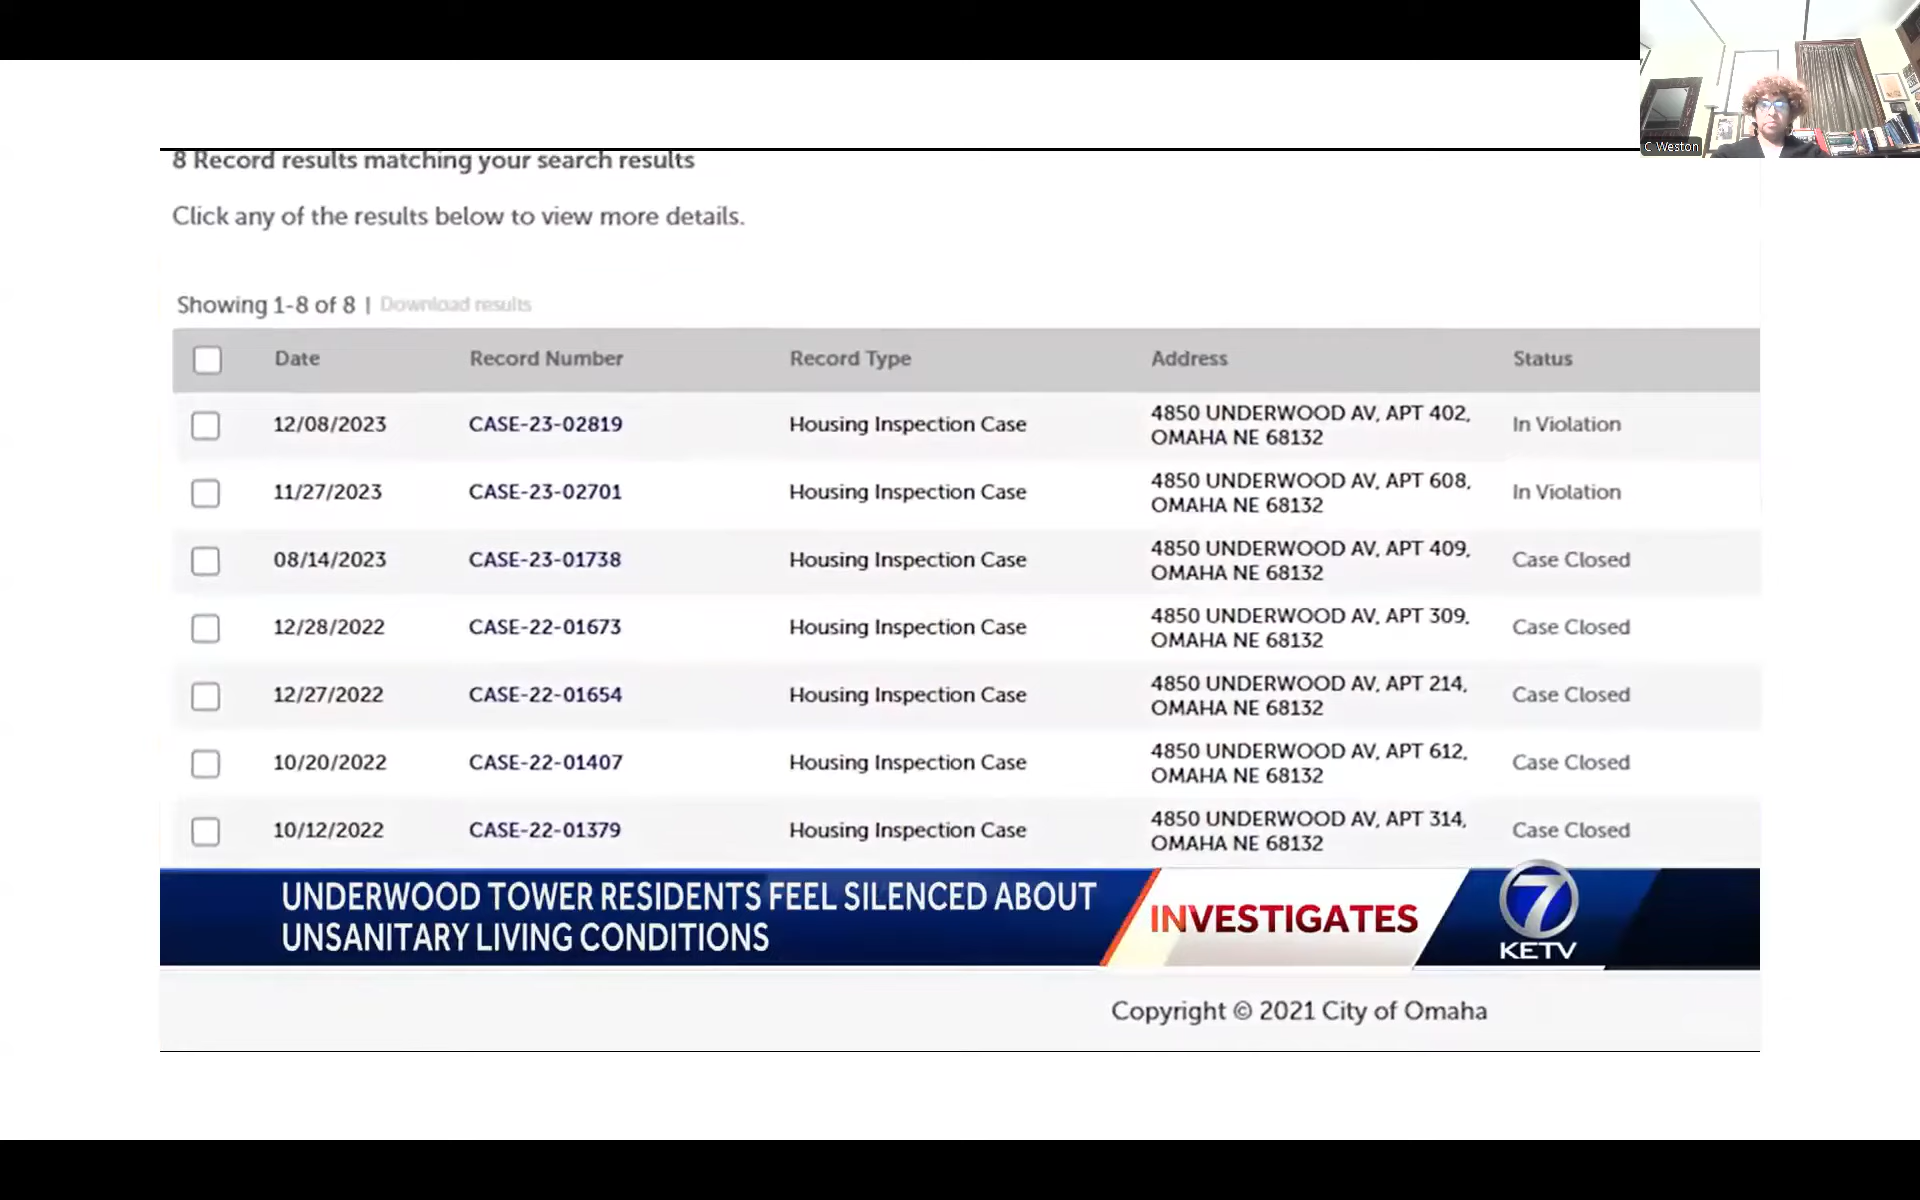 C Weston
8 Record results matching your search results
Click any of the results below to view more details.
Showing 1-8 of 8 | Download results
Date Record Number Record Type Address Status
12/08/2023 CASE-23-02819 Housing Inspection Case 4850 UNDERWOOD AV, APT 402, In Violation
OMAHA NE 68132
11/27/2023 CASE-23-02701 Housing Inspection Case 4850 UNDERWOOD AV, APT 608, In Violation
OMAHA NE 68132
08/14/2023 CASE-23-01738 Housing Inspection Case 4850 UNDERWOOD AV, APT 409, Case Closed
OMAHA NE 68132
12/28/2022 CASE-22-01673 Housing Inspection Case 4850 UNDERWOOD AV, APT 309, Case Closed
OMAHA NE 68132
12/27/2022 CASE-22-01654 Housing Inspection Case 4850 UNDERWOOD AV, APT 214, Case Closed
OMAHA NE 68132
10/20/2022 CASE-22-01407 Housing Inspection Case 4850 UNDERWOOD AV, APT 612, Case Closed
OMAHA NE 68132
10/12/2022 CASE-22-01379 Housing Inspection Case 4850 UNDERWOOD AV, APT 314, Case Closed
OMAHA NE 68132
UNDERWOOD TOWER RESIDENTS FEEL SILENCED ABOUT
UNSANITARY LIVING CONDITIONS
INVESTIGATES
7
KETV
Copyright © 2021 City of Omaha